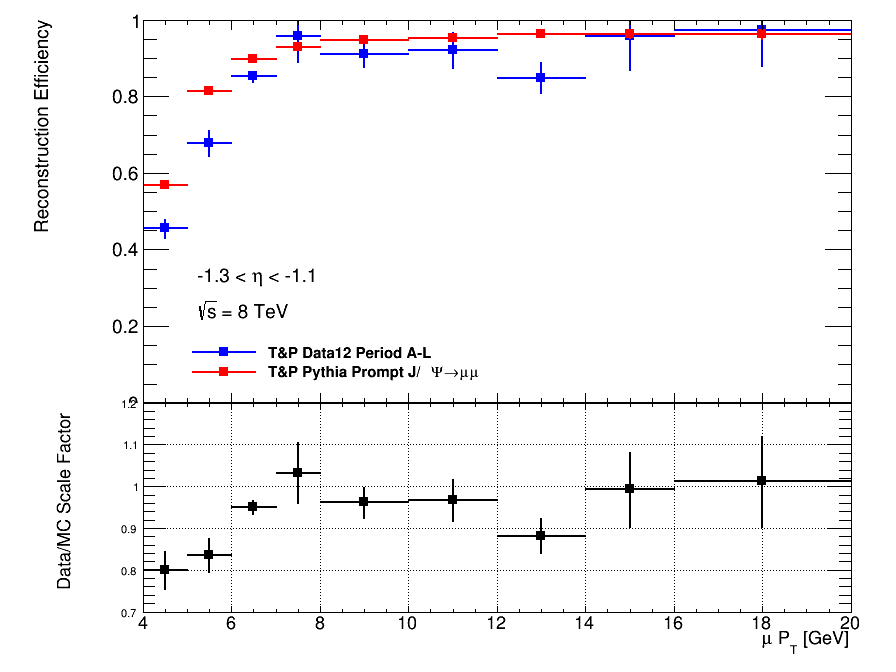 Reconstruction Efficiency
1
0.8
0.6
0.4
0.2
-1.3 < η < -1.1
√s = 8 TeV
T&P Data12 Period A-L
T&P Pythia Prompt J/ Ψ→μμ
Data/MC Scale Factor
1.2
1.1
1
0.9
0.8
0.7
4 6 8 10 12 14 16 18 20
μ P_T [GeV]